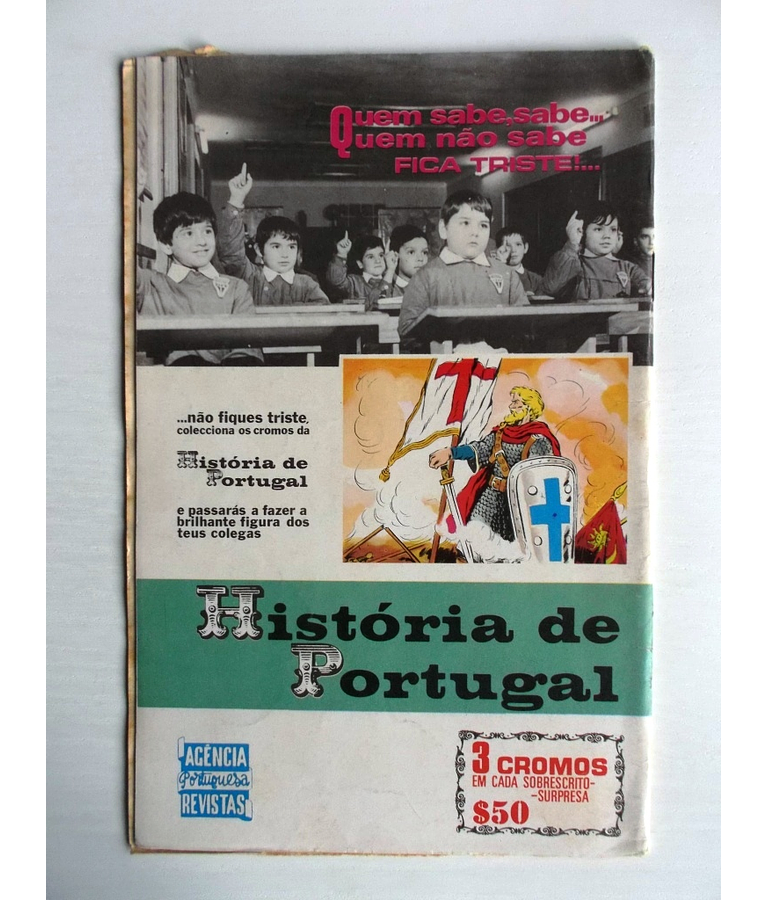 Quem sabe, sabe...
Quem não sabe
FICA TRISTE!...
...não fiques triste,
colecciona os cromos da
História de
Portugal
e passarás a fazer a
brilhante figura dos
teus colegas
História de
Portugal
AGÊNCIA
Portuguesa
REVISTAS
3 CROMOS
EM CADA SOBRESCRITO-
-SURPRESA
$50